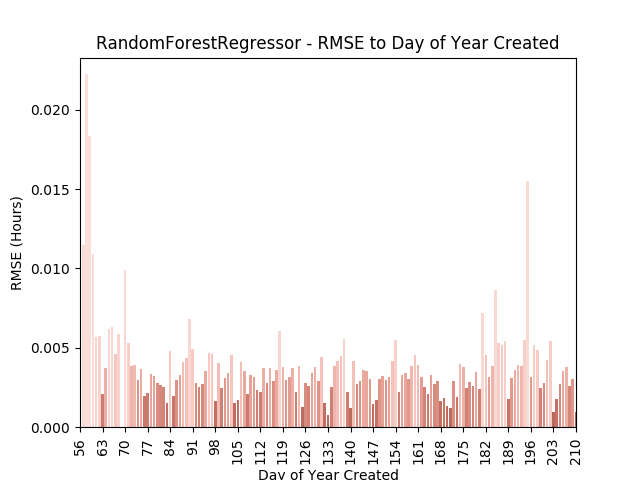 RandomForestRegressor - RMSE to Day of Year Created
0.020
0.015
0.010
0.005
0.000
RMSE (Hours)
56 63 70 77 84 91 98 105 112 119 126 133 140 147 154 161 168 175 182 189 196 203 210
Day of Year Created